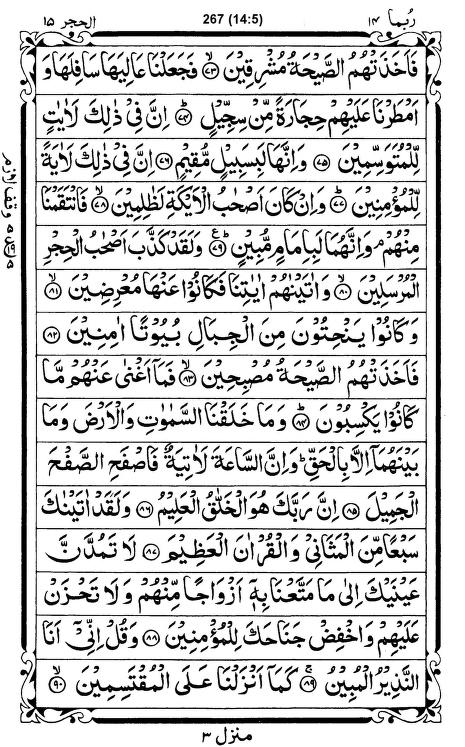 رُبَمَا ١٤ 267 (14:5) الحجر ١٥
فَاَخَذَتْهُمُ الصَّيْحَةُ مُشْرِقِيْنَ ﴿٧٣﴾ فَجَعَلْنَا عَالِيَهَا سَافِلَهَا وَ
اَمْطَرْنَا عَلَيْهِمْ حِجَارَةً مِّنْ سِجِّيْلٍ ﴿٧٤﴾ اِنَّ فِيْ ذٰلِكَ لَاٰيٰتٍ
لِّلْمُتَوَسِّمِيْنَ ﴿٧٥﴾ وَاِنَّهَا لَبِسَبِيْلٍ مُّقِيْمٍ ﴿٧٦﴾ اِنَّ فِيْ ذٰلِكَ لَاٰيَةً
لِّلْمُؤْمِنِيْنَ ﴿٧٧﴾ وَاِنْ كَانَ اَصْحٰبُ الْاَيْكَةِ لَظٰلِمِيْنَ ﴿٧٨﴾ فَانْتَقَمْنَا
مِنْهُمْ ۘ وَاِنَّهُمَا لَبِاِمَامٍ مُّبِيْنٍ ﴿٧٩﴾ وَلَقَدْ كَذَّبَ اَصْحٰبُ الْحِجْرِ
الْمُرْسَلِيْنَ ﴿٨٠﴾ وَاٰتَيْنٰهُمْ اٰيٰتِنَا فَكَانُوْا عَنْهَا مُعْرِضِيْنَ ﴿٨١﴾
وَكَانُوْا يَنْحِتُوْنَ مِنَ الْجِبَالِ بُيُوْتًا اٰمِنِيْنَ ﴿٨٢﴾
فَاَخَذَتْهُمُ الصَّيْحَةُ مُصْبِحِيْنَ ﴿٨٣﴾ فَمَاۤ اَغْنٰى عَنْهُمْ مَّا
كَانُوْا يَكْسِبُوْنَ ﴿٨٤﴾ وَمَا خَلَقْنَا السَّمٰوٰتِ وَالْاَرْضَ وَمَا
بَيْنَهُمَاۤ اِلَّا بِالْحَقِّ ؕ وَاِنَّ السَّاعَةَ لَاٰتِيَةٌ فَاصْفَحِ الصَّفْحَ
الْجَمِيْلَ ﴿٨٥﴾ اِنَّ رَبَّكَ هُوَ الْخَلّٰقُ الْعَلِيْمُ ﴿٨٦﴾ وَلَقَدْ اٰتَيْنٰكَ
سَبْعًا مِّنَ الْمَثَانِيْ وَالْقُرْاٰنَ الْعَظِيْمَ ﴿٨٧﴾ لَا تَمُدَّنَّ
عَيْنَيْكَ اِلٰى مَا مَتَّعْنَا بِهٖۤ اَزْوَاجًا مِّنْهُمْ وَلَا تَحْزَنْ
عَلَيْهِمْ وَاخْفِضْ جَنَاحَكَ لِلْمُؤْمِنِيْنَ ﴿٨٨﴾ وَقُلْ اِنِّيْۤ اَنَا
النَّذِيْرُ الْمُبِيْنُ ﴿٨٩﴾ كَمَاۤ اَنْزَلْنَا عَلَى الْمُقْتَسِمِيْنَ ﴿٩٠﴾
وقف لازم
منزل ٣